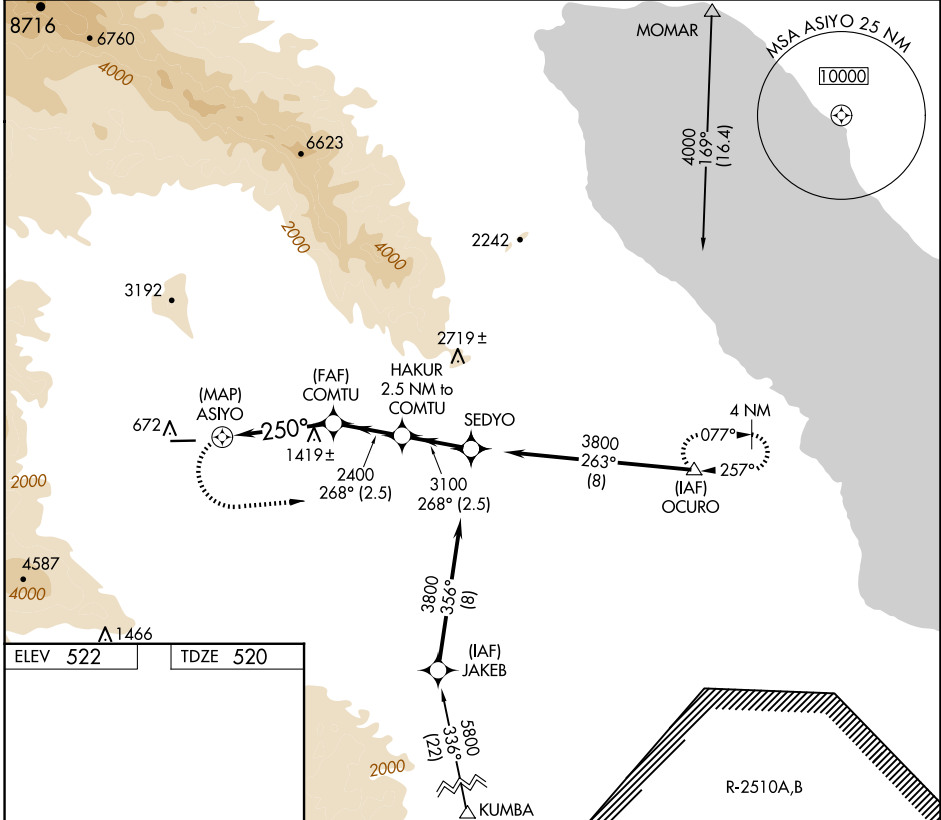 8716
6760
4000
6623
2000
4000
MOMAR
4000
169°
(16.4)
MSA ASIYO 25 NM
10000
2242
3192
2719 ±
(MAP)
ASIYO
(FAF)
COMTU
HAKUR
2.5 NM to
COMTU
SEDYO
672
250°
1419 ±
2400
268° (2.5)
3100
268° (2.5)
3800
263°
(8)
4 NM
077°
257°
(IAF)
OCURO
2000
4587
4000
1466
3800
356°
(8)
(IAF)
JAKEB
ELEV 522
TDZE 520
2000
5800
336°
(22)
KUMBA
R-2510A,B